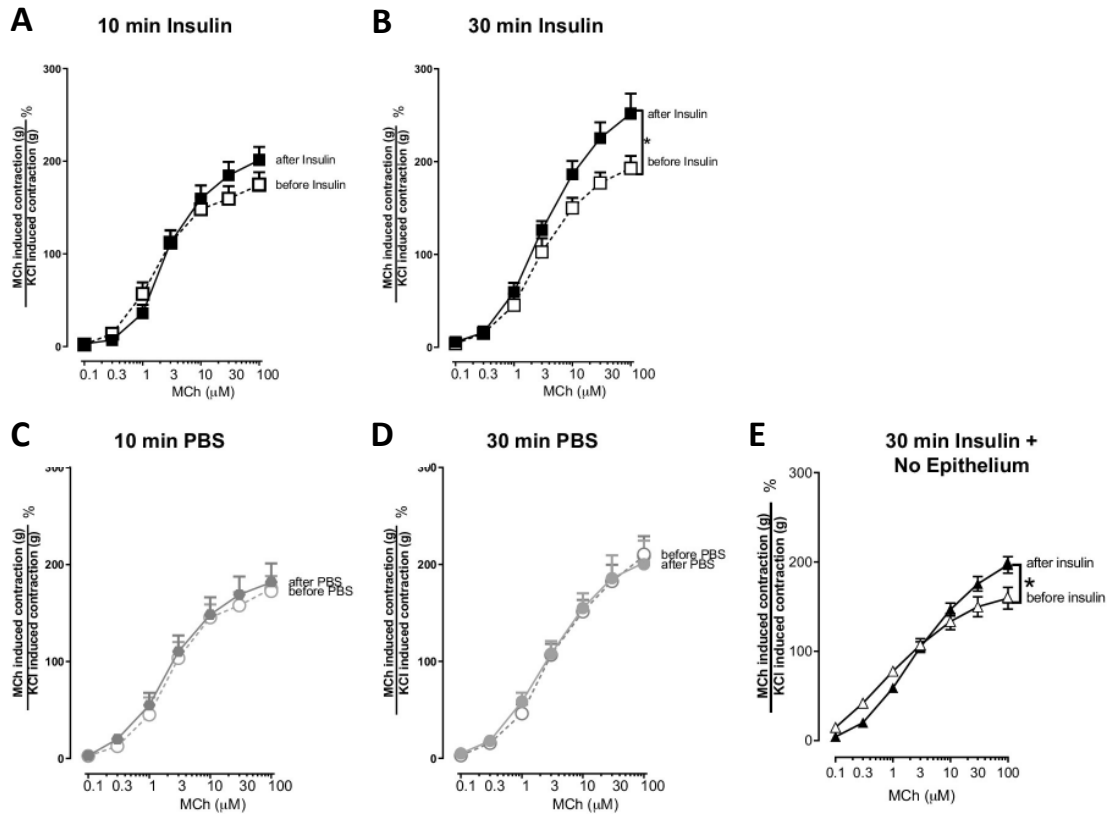 A
10 min Insulin
300
200
100
0
MCh induced contraction (g)
KCl induced contraction (g)
%
after Insulin
before Insulin
0.1 0.3 1 3 10 30 100
MCh (μM)
B
30 min Insulin
300
200
100
0
MCh induced contraction (g)
KCl induced contraction (g)
%
after Insulin
*
before Insulin
0.1 0.3 1 3 10 30 100
MCh (μM)
C
10 min PBS
300
200
100
0
MCh induced contraction (g)
KCl induced contraction (g)
%
after PBS
before PBS
0.1 0.3 1 3 10 30 100
MCh (μM)
D
30 min PBS
300
200
100
0
MCh induced contraction (g)
KCl induced contraction (g)
%
before PBS
after PBS
0.1 0.3 1 3 10 30 100
MCh (μM)
E
30 min Insulin +
No Epithelium
300
200
100
0
MCh induced contraction (g)
KCl induced contraction (g)
%
after insulin
*
before insulin
0.1 0.3 1 3 10 30 100
MCh (μM)